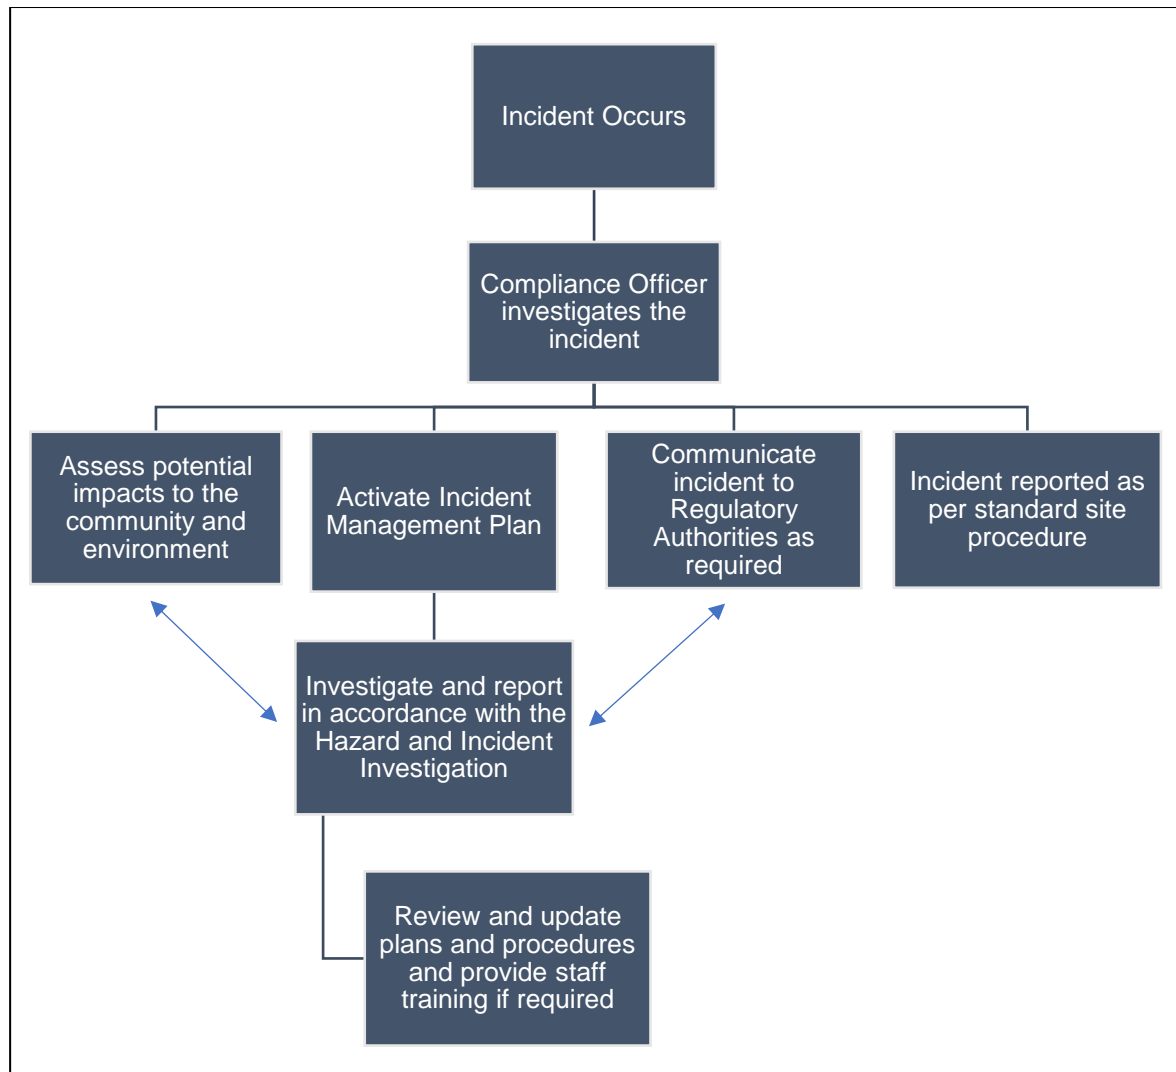 Incident Occurs
Compliance Officer
investigates the
incident
Assess potential
impacts to the
community and
environment
Activate Incident
Management Plan
Communicate
incident to
Regulatory
Authorities as
required
Incident reported as
per standard site
procedure
Investigate and report
in accordance with the
Hazard and Incident
Investigation
Review and update
plans and procedures
and provide staff
training if required